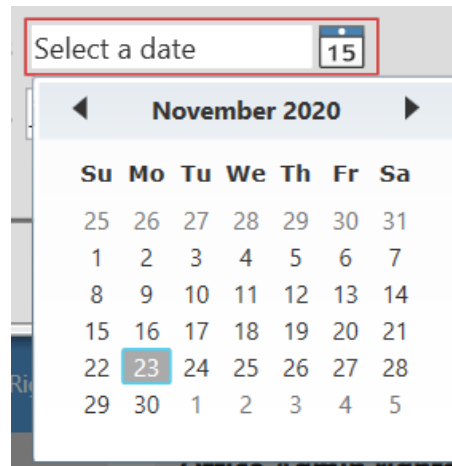 Select a date 15
November 2020
Su Mo Tu We Th Fr Sa
25 26 27 28 29 30 31
1 2 3 4 5 6 7
8 9 10 11 12 13 14
15 16 17 18 19 20 21
22 23 24 25 26 27 28
29 30 1 2 3 4 5